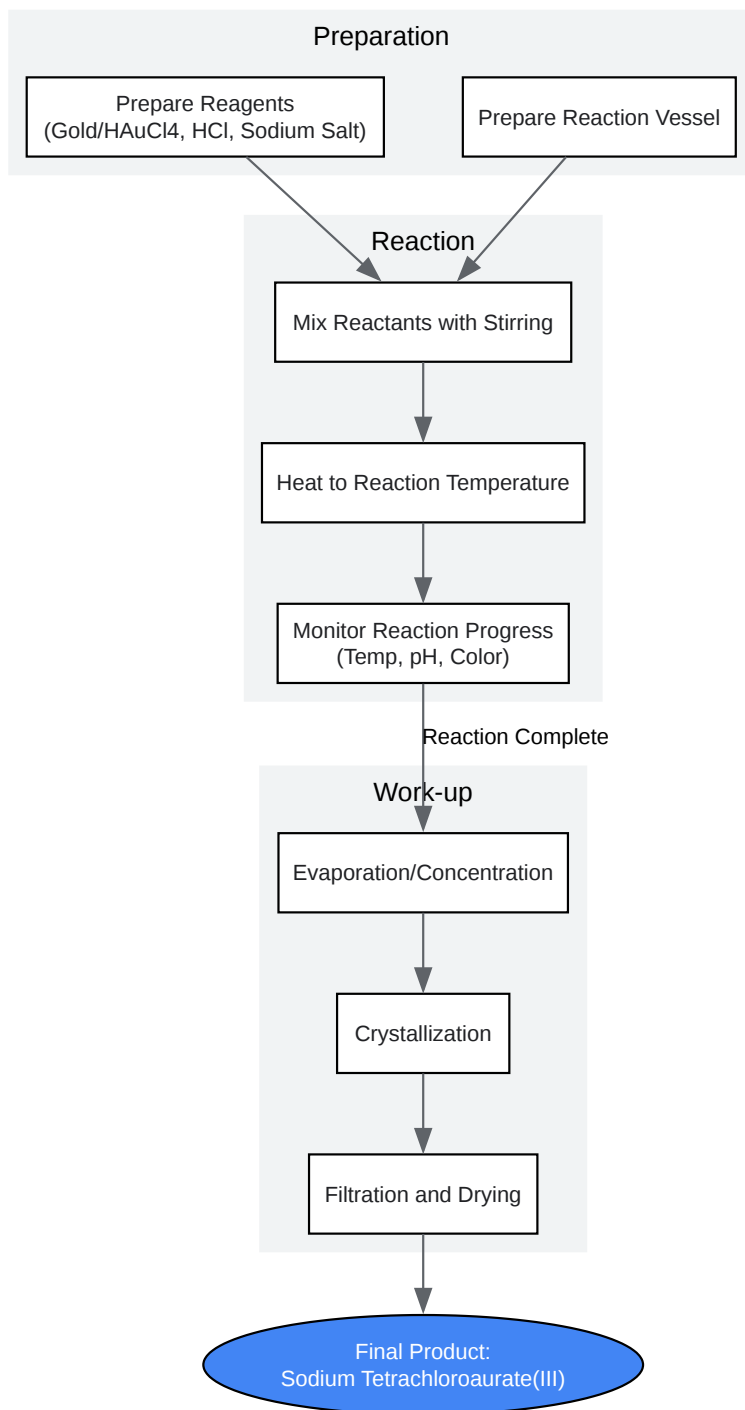 Preparation
Prepare Reagents
(Gold/HAuCl4, HCl, Sodium Salt)
Prepare Reaction Vessel
Reaction
Mix Reactants with Stirring
Heat to Reaction Temperature
Monitor Reaction Progress
(Temp, pH, Color)
Reaction Complete
Work-up
Evaporation/Concentration
Crystallization
Filtration and Drying
Final Product:
Sodium Tetrachloroaurate(III)